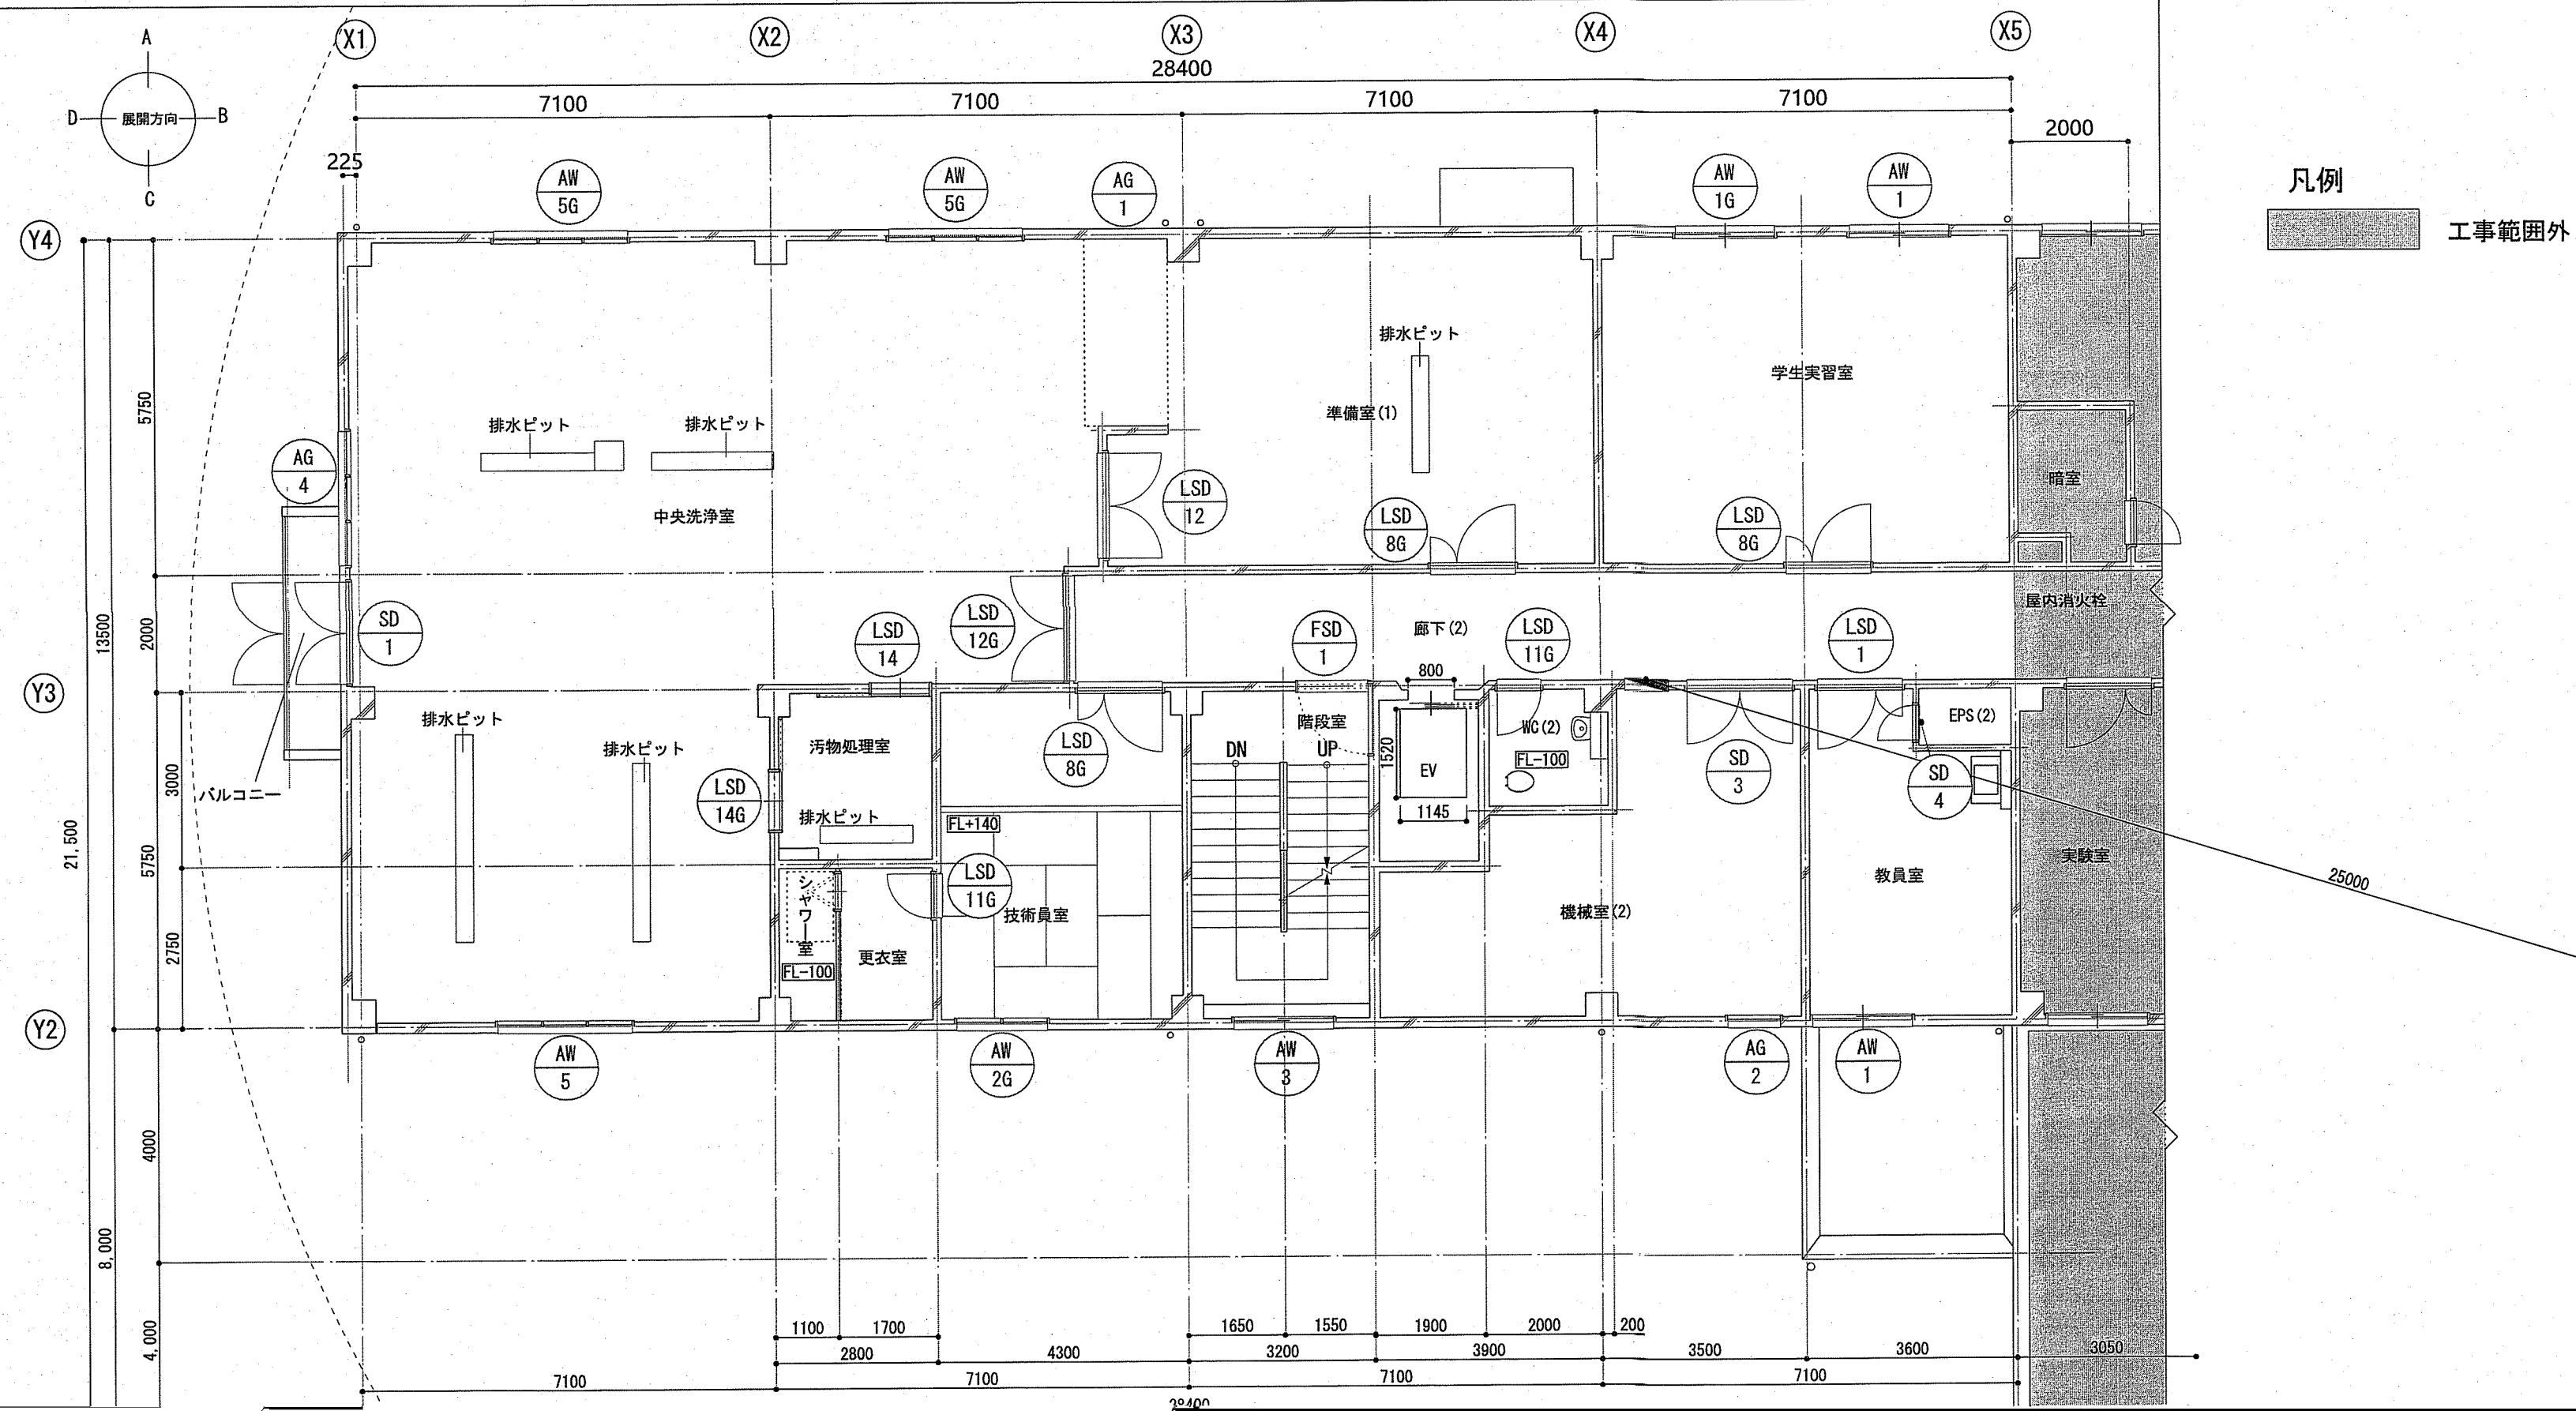 X1
X2
X3
X4
X5
28400
7100
7100
7100
7100
2000
225
A
D
展開方向
B
C
凡例
工事範囲外
AW
5G
AW
5G
AG
1
AW
1G
AW
1
Y4
5750
13500
2000
21,500
排水ピット
排水ピット
中央洗浄室
AG
4
排水ピット
準備室(1)
学生実習室
LSD
12
LSD
8G
LSD
8G
暗室
屋内消火栓
SD
1
LSD
14
LSD
12G
FSD
1
廊下(2)
LSD
11G
LSD
1
Y3
バルコニー
排水ピット
排水ピット
汚物処理室
LSD
14G
排水ピット
LSD
8G
階段室
DN
UP
800
1520
EV
1145
WC(2)
FL-100
SD
3
EPS(2)
SD
4
3000
5750
2750
FL+140
LSD
11G
技術員室
シャワー室
FL-100
更衣室
機械室(2)
教員室
実験室
25000
Y2
AW
5
AW
2G
AW
3
AG
2
AW
1
4000
8,000
4,000
1100
1700
1650
1550
1900
2000
200
2800
4300
3200
3900
3500
3600
3050
7100
7100
7100
7100
28400